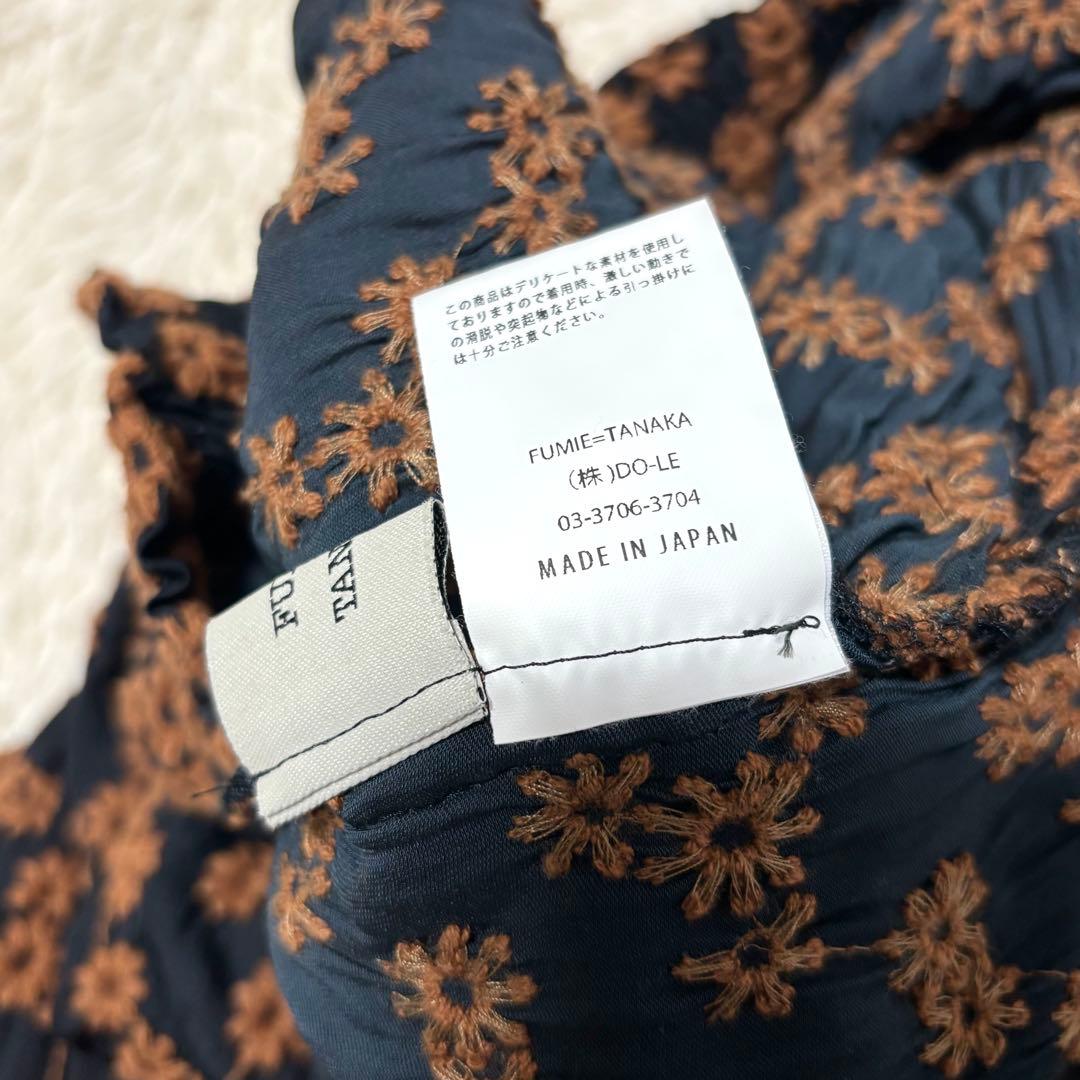 この商品はデリケートな素材を使用し
ておりますので着用時、激しい動きで
の滑脱や突起物などによる引っ掛けに
は十分ご注意ください。
FUMIE=TANAKA
(株)DO-LE
03-3706-3704
MADE IN JAPAN
FU
TAN